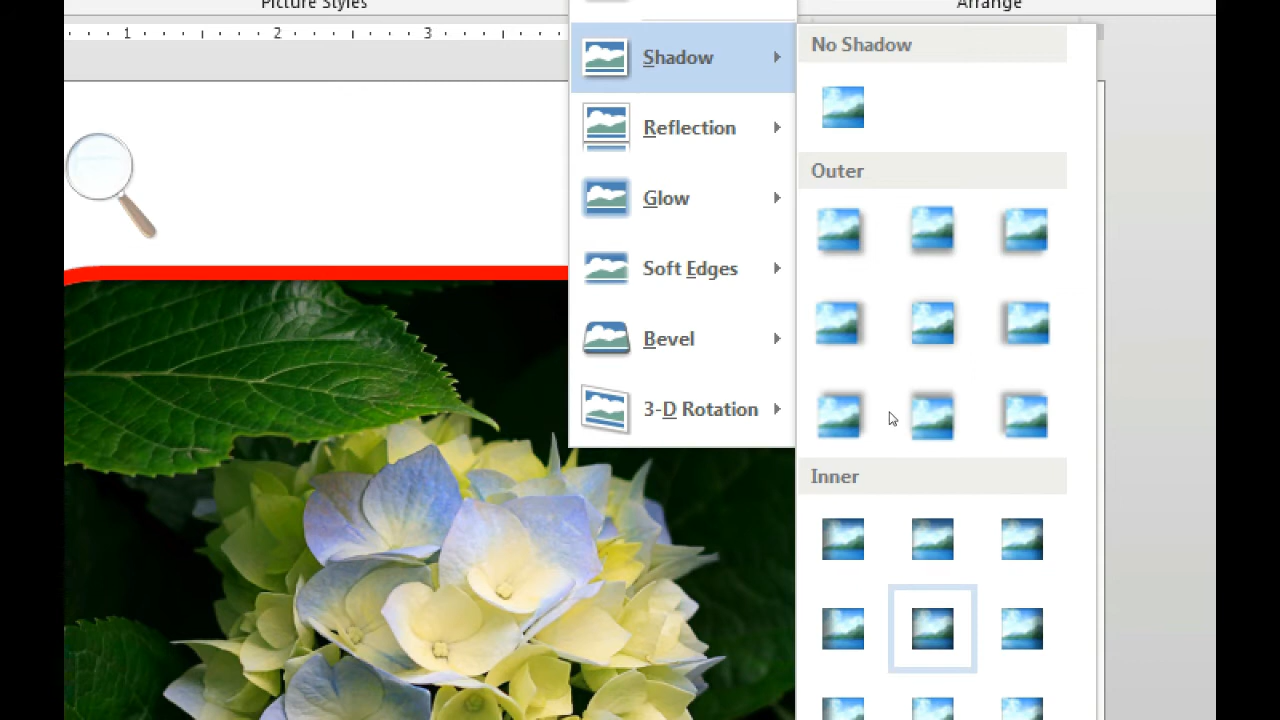 Picture Styles
Arrange
1 2 3
Shadow
Reflection
Glow
Soft Edges
Bevel
3-D Rotation
No Shadow
Outer
Inner